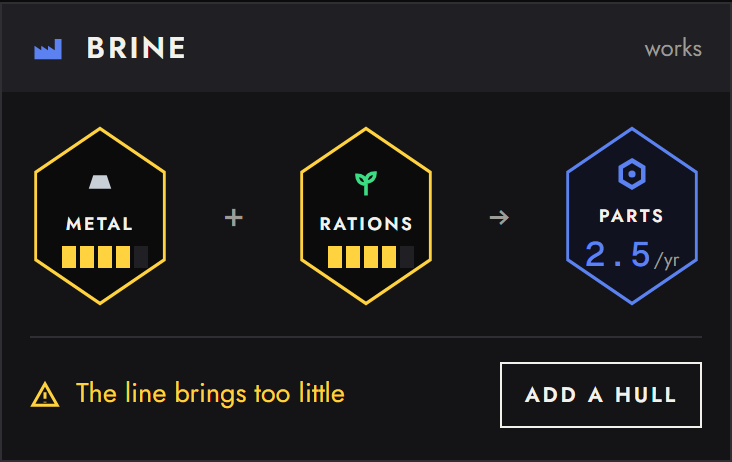 BRINE
works
METAL
+
RATIONS
→
PARTS
2.5/yr
The line brings too little
ADD A HULL